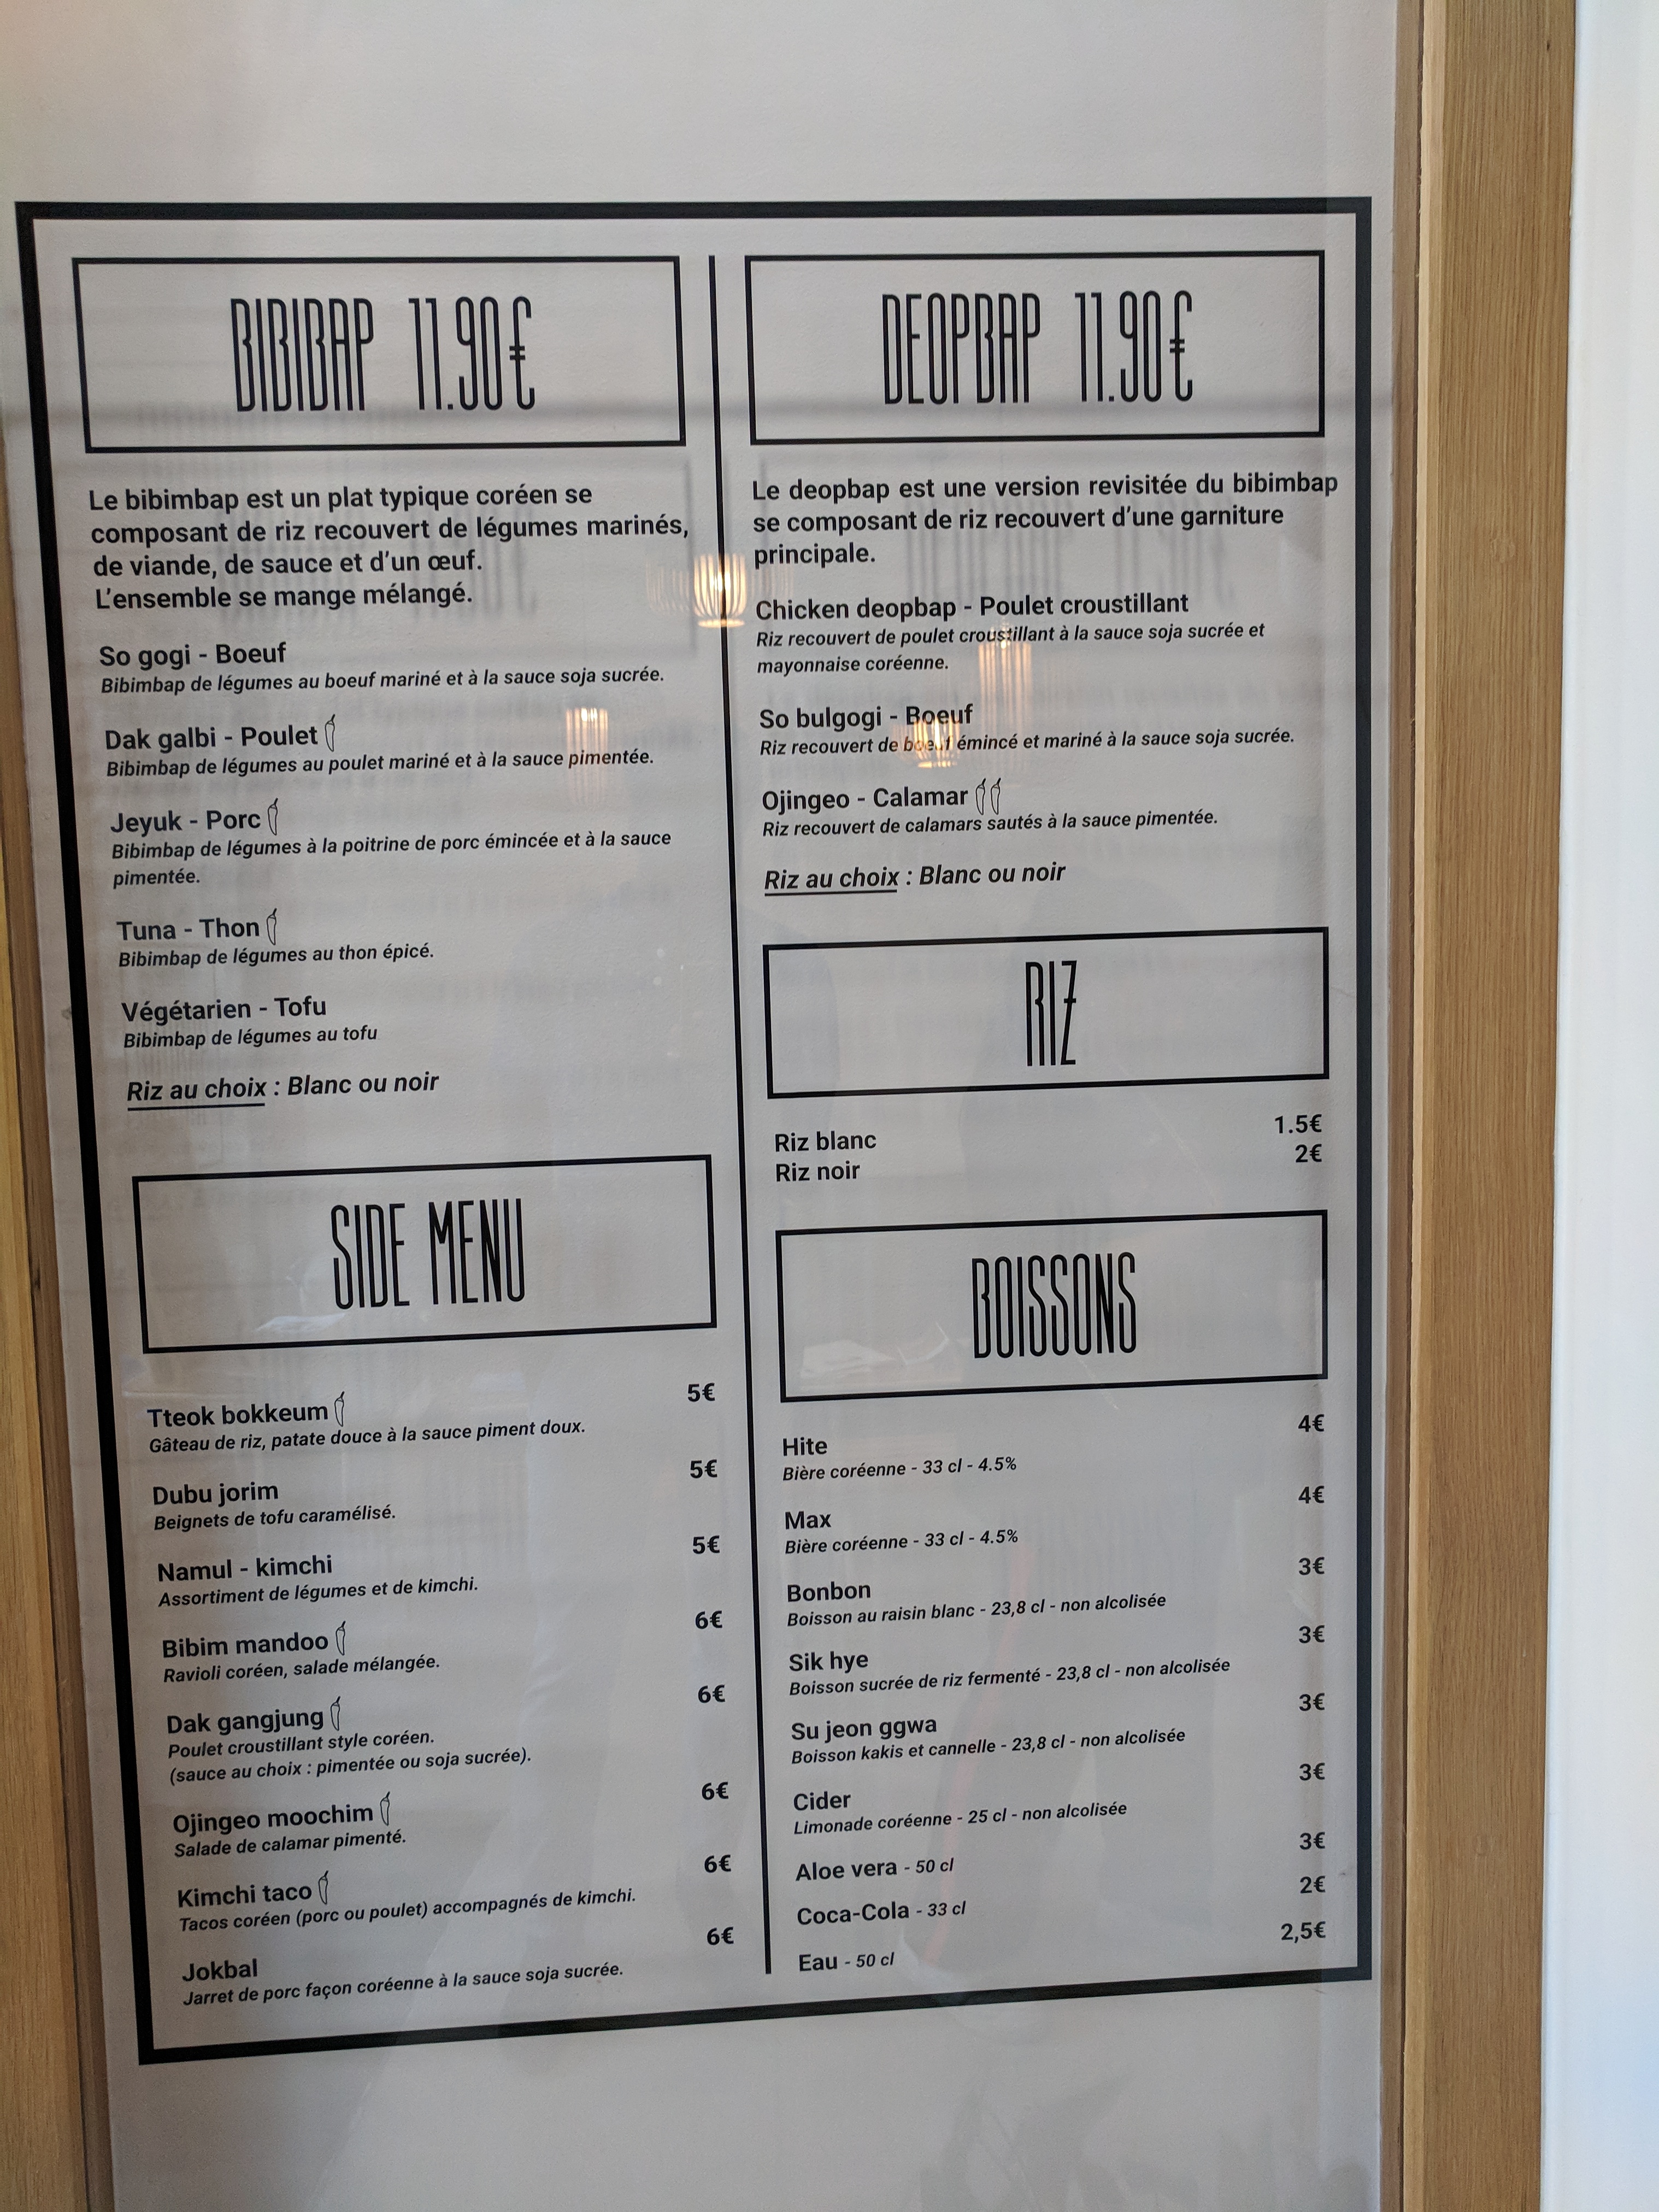 BIBIBAP 11.90€
Le bibimbap est un plat typique coréen se
composant de riz recouvert de légumes marinés,
de viande, de sauce et d'un œuf.
L'ensemble se mange mélangé.
So gogi - Boeuf
Bibimbap de légumes au boeuf mariné et à la sauce soja sucrée.
Dak galbi - Poulet
Bibimbap de légumes au poulet mariné et à la sauce pimentée.
Jeyuk - Porc
Bibimbap de légumes à la poitrine de porc émincée et à la sauce
pimentée.
Tuna - Thon
Bibimbap de légumes au thon épicé.
Végétarien - Tofu
Bibimbap de légumes au tofu
Riz au choix : Blanc ou noir
SIDE MENU
Tteok bokkeum 5€
Gâteau de riz, patate douce à la sauce piment doux.
Dubu jorim 5€
Beignets de tofu caramélisé.
Namul - kimchi 5€
Assortiment de légumes et de kimchi.
Bibim mandoo 6€
Ravioli coréen, salade mélangée.
Dak gangjung 6€
Poulet croustillant style coréen.
(sauce au choix : pimentée ou soja sucrée).
Ojingeo moochim 6€
Salade de calamar pimenté.
Kimchi taco 6€
Tacos coréen (porc ou poulet) accompagnés de kimchi.
Jokbal 6€
Jarret de porc façon coréenne à la sauce soja sucrée.
DEOPBAP 11.90€
Le deopbap est une version revisitée du bibimbap
se composant de riz recouvert d'une garniture
principale.
Chicken deopbap - Poulet croustillant
Riz recouvert de poulet croustillant à la sauce soja sucrée et
mayonnaise coréenne.
So bulgogi - Boeuf
Riz recouvert de boeuf émincé et mariné à la sauce soja sucrée.
Ojingeo - Calamar
Riz recouvert de calamars sautés à la sauce pimentée.
Riz au choix : Blanc ou noir
RIZ
Riz blanc 1.5€
Riz noir 2€
BOISSONS
Hite 4€
Bière coréenne - 33 cl - 4.5%
Max 4€
Bière coréenne - 33 cl - 4.5%
Bonbon 3€
Boisson au raisin blanc - 23,8 cl - non alcolisée
Sik hye 3€
Boisson sucrée de riz fermenté - 23,8 cl - non alcolisée
Su jeon ggwa 3€
Boisson kakis et cannelle - 23,8 cl - non alcolisée
Cider 3€
Limonade coréenne - 25 cl - non alcolisée
Aloe vera - 50 cl 3€
Coca-Cola - 33 cl 2€
Eau - 50 cl 2,5€